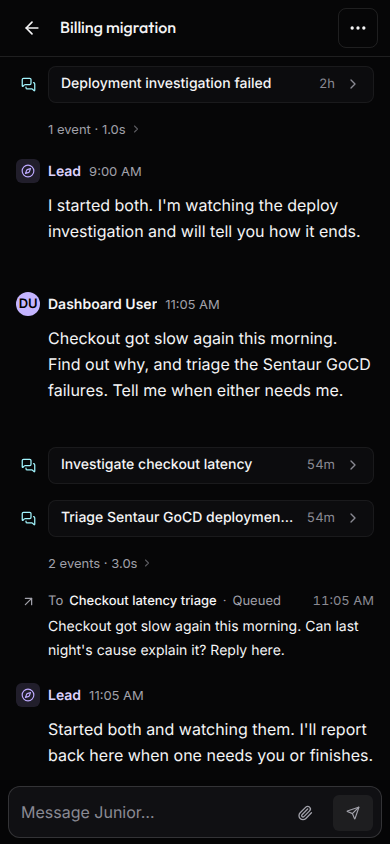 Billing migration
Deployment investigation failed 2h
1 event · 1.0s
Lead 9:00 AM
I started both. I'm watching the deploy
investigation and will tell you how it ends.
DU Dashboard User 11:05 AM
Checkout got slow again this morning.
Find out why, and triage the Sentaur GoCD
failures. Tell me when either needs me.
Investigate checkout latency 54m
Triage Sentaur GoCD deploymen... 54m
2 events · 3.0s
To Checkout latency triage · Queued 11:05 AM
Checkout got slow again this morning. Can last
night's cause explain it? Reply here.
Lead 11:05 AM
Started both and watching them. I'll report
back here when one needs you or finishes.
Message Junior...